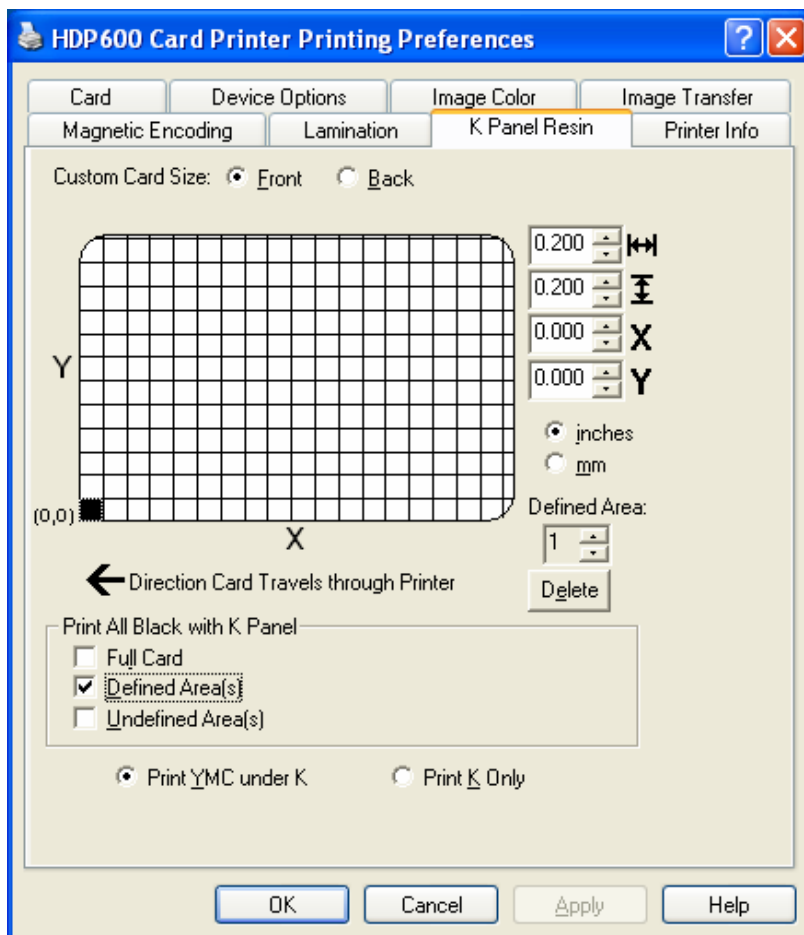 HDP600 Card Printer Printing Preferences
Card Device Options Image Color Image Transfer
Magnetic Encoding Lamination K Panel Resin Printer Info
Custom Card Size: Front Back
0.200
0.200
0.000 X
0.000 Y
Y
inches
mm
(0,0)
X
Defined Area:
1
Direction Card Travels through Printer
Delete
Print All Black with K Panel
Full Card
Defined Area(s)
Undefined Area(s)
Print YMC under K Print K Only
OK Cancel Apply Help